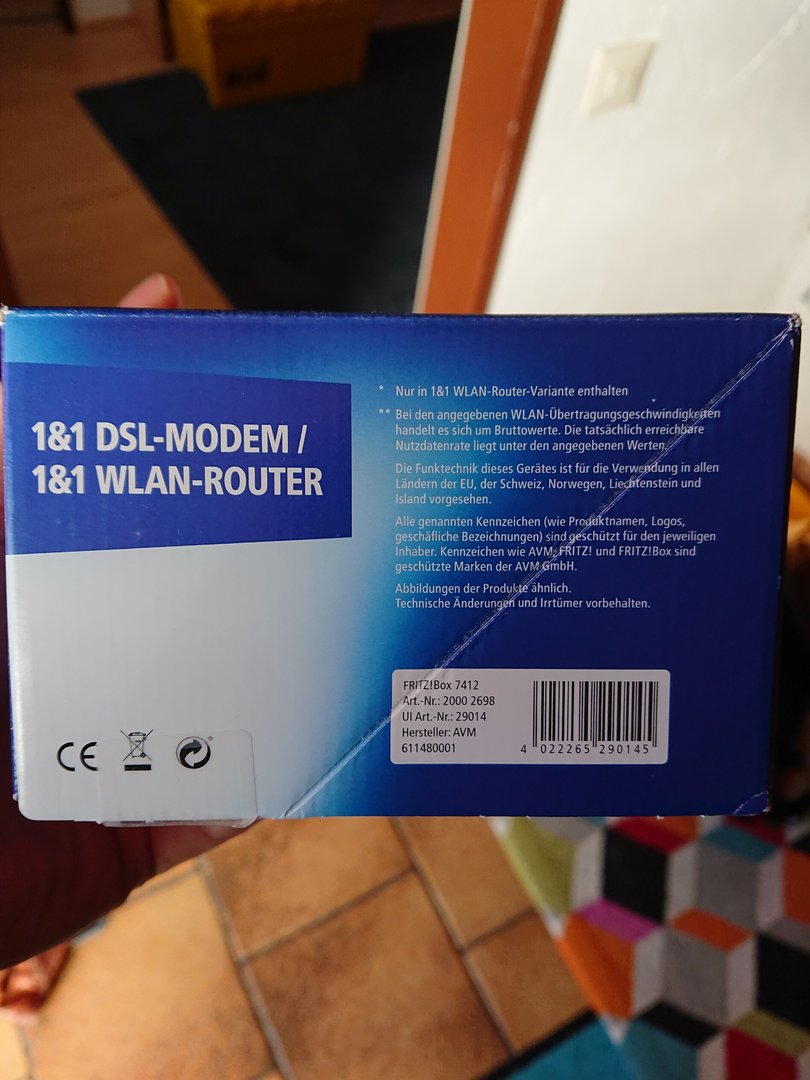 1&1 DSL-MODEM /
1&1 WLAN-ROUTER
* Nur in 1&1 WLAN-Router-Variante enthalten
** Bei den angegebenen WLAN-Übertragungsgeschwindigkeiten
handelt es sich um Bruttowerte. Die tatsächlich erreichbare
Nutzdatenrate liegt unter den angegebenen Werten.
Die Funktechnik dieses Gerätes ist für die Verwendung in allen
Ländern der EU, der Schweiz, Norwegen, Liechtenstein und
Island vorgesehen.
Alle genannten Kennzeichen (wie Produktnamen, Logos,
geschäfliche Bezeichnungen) sind geschützt für den jeweiligen
Inhaber. Kennzeichen wie AVM, FRITZ! und FRITZ!Box sind
geschützte Marken der AVM GmbH.
Abbildungen der Produkte ähnlich.
Technische Änderungen und Irrtümer vorbehalten.
FRITZ!Box 7412
Art.-Nr.: 2000 2698
UI Art.-Nr.: 29014
Hersteller: AVM
611480001
4 022265 290145
CE